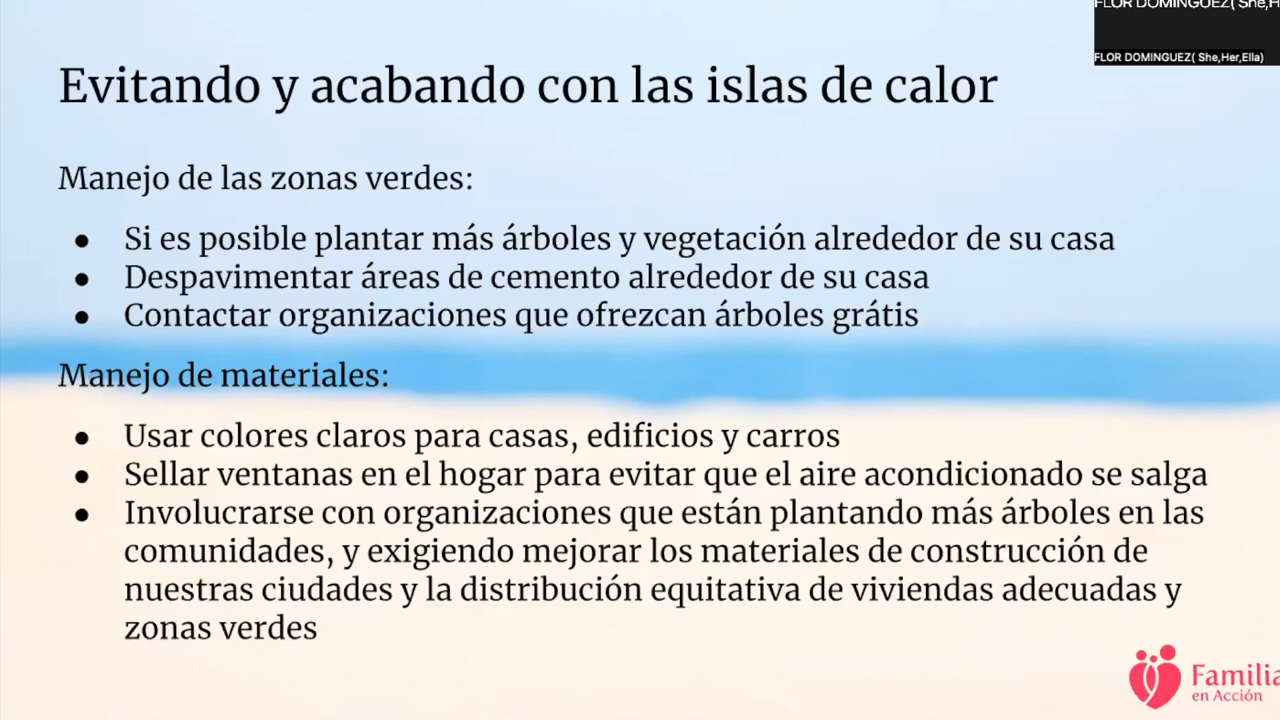 FLOR DOMINGUEZ( She,H
FLOR DOMINGUEZ( She,Her,Ella)
Evitando y acabando con las islas de calor
Manejo de las zonas verdes:
● Si es posible plantar más árboles y vegetación alrededor de su casa
● Despavimentar áreas de cemento alrededor de su casa
● Contactar organizaciones que ofrezcan árboles grátis
Manejo de materiales:
● Usar colores claros para casas, edificios y carros
● Sellar ventanas en el hogar para evitar que el aire acondicionado se salga
● Involucrarse con organizaciones que están plantando más árboles en las
comunidades, y exigiendo mejorar los materiales de construcción de
nuestras ciudades y la distribución equitativa de viviendas adecuadas y
zonas verdes
Familia
en Acción